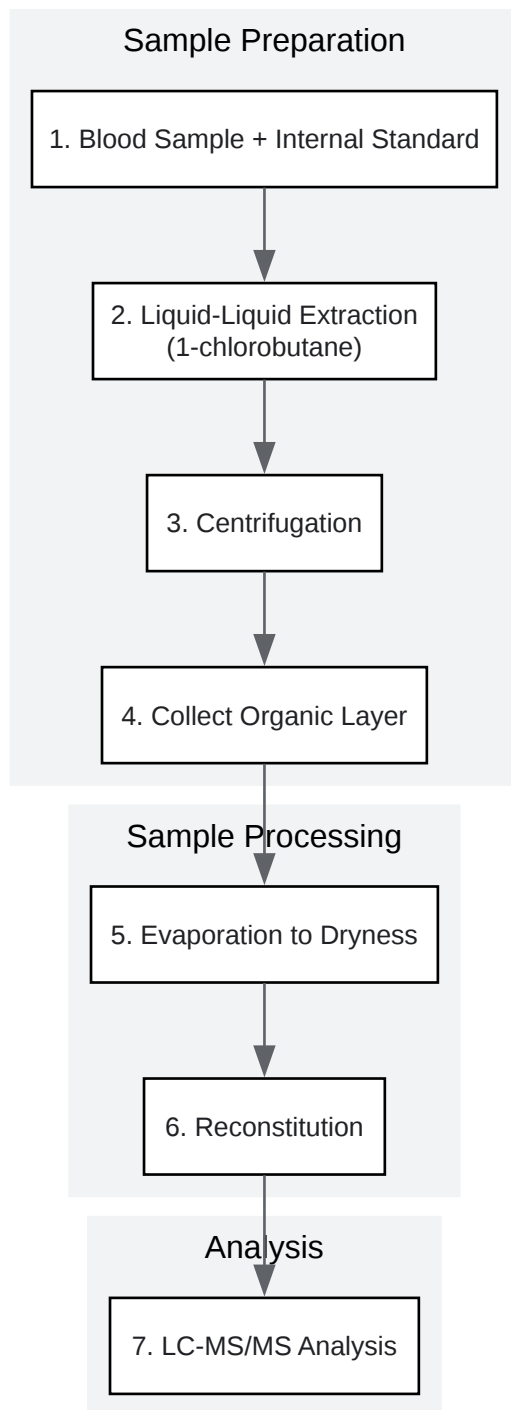 Sample Preparation
1. Blood Sample + Internal Standard
2. Liquid-Liquid Extraction
(1-chlorobutane)
3. Centrifugation
4. Collect Organic Layer
Sample Processing
5. Evaporation to Dryness
6. Reconstitution
Analysis
7. LC-MS/MS Analysis